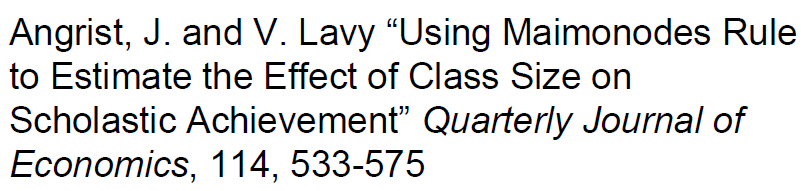 Angrist, J. and V. Lavy “Using Maimonodes Rule
to Estimate the Effect of Class Size on
Scholastic Achievement” Quarterly Journal of
Economics, 114, 533-575